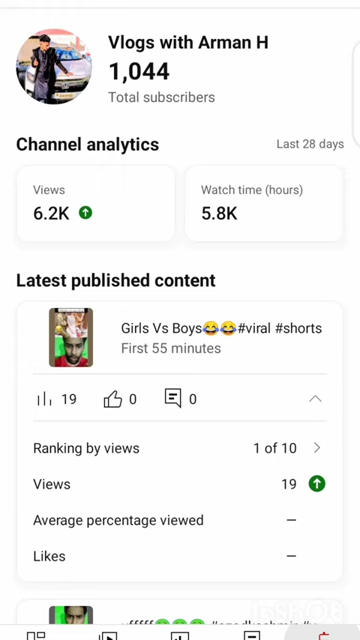 Vlogs with Arman H
1,044
Total subscribers
Channel analytics
Last 28 days
Views
6.2K
Watch time (hours)
5.8K
Latest published content
Girls Vs Boys😂😂#viral #shorts
First 55 minutes
19 0 0
Ranking by views 1 of 10
Views 19
Average percentage viewed —
Likes —